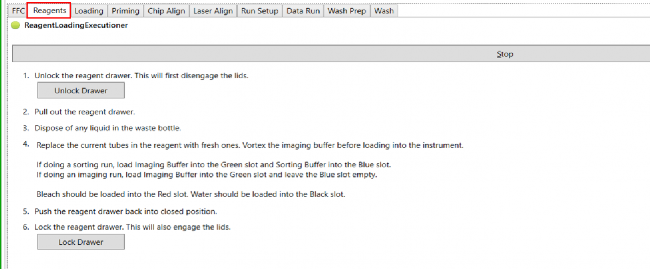 FFC Reagents Loading Priming Chip Align Laser Align Run Setup Data Run Wash Prep Wash
ReagentLoadingExecutioner
Stop
1. Unlock the reagent drawer. This will first disengage the lids.
Unlock Drawer
2. Pull out the reagent drawer.
3. Dispose of any liquid in the waste bottle.
4. Replace the current tubes in the reagent with fresh ones. Vortex the imaging buffer before loading into the instrument.
If doing a sorting run, load Imaging Buffer into the Green slot and Sorting Buffer into the Blue slot.
If doing an imaging run, load Imaging Buffer into the Green slot and leave the Blue slot empty.
Bleach should be loaded into the Red slot. Water should be loaded into the Black slot.
5. Push the reagent drawer back into closed position.
6. Lock the reagent drawer. This will also engage the lids.
Lock Drawer